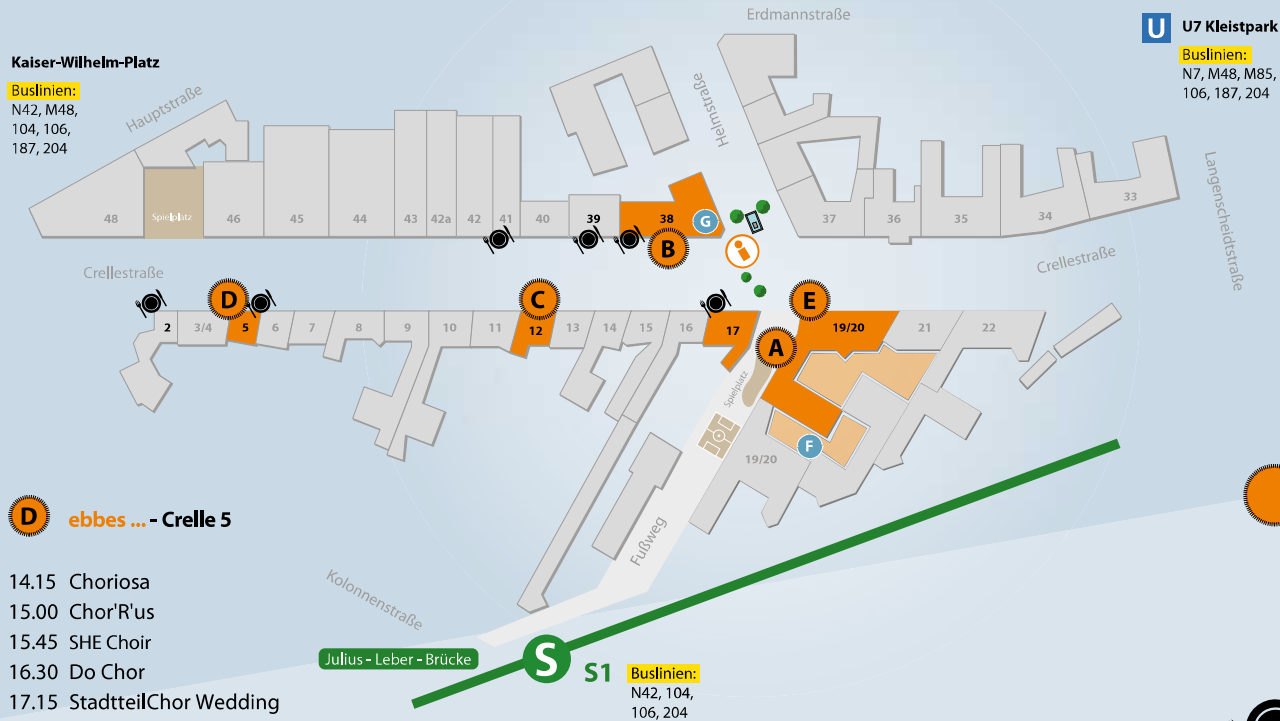 Erdmannstraße
U U7 Kleistpark
Buslinien:
N7, M48, M85,
106, 187, 204
Kaiser-Wilhelm-Platz
Buslinien:
N42, M48,
104, 106,
187, 204
Hauptstraße
Helmstraße
Langenscheidtstraße
48
Spielplatz
46
45
44
43
42a
42
41
40
39
38
G
37
36
35
34
33
B
Crellestraße
Crellestraße
D
C
E
A
2
3/4
5
6
7
8
9
10
11
12
13
14
15
16
17
19/20
21
22
Spielplatz
F
19/20
Fußweg
Kolonnenstraße
D ebbes ... - Crelle 5
14.15 Choriosa
15.00 Chor'R'us
15.45 SHE Choir
16.30 Do Chor
17.15 StadtteilChor Wedding
Julius - Leber - Brücke
S S1
Buslinien:
N42, 104,
106, 204